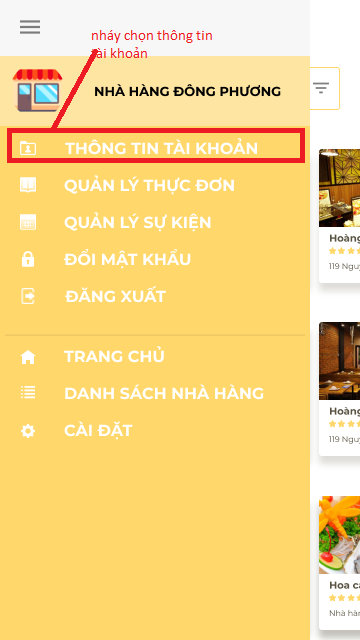 nháy chọn thông tin
tài khoản
NHÀ HÀNG ĐÔNG PHƯƠNG
THÔNG TIN TÀI KHOẢN
QUẢN LÝ THỰC ĐƠN
QUẢN LÝ SỰ KIỆN
ĐỔI MẬT KHẨU
ĐĂNG XUẤT
TRANG CHỦ
DANH SÁCH NHÀ HÀNG
CÀI ĐẶT
Hoàng
119 Nguy
Hoàng
119 Nguy
Hoa cá
Nhà hàn